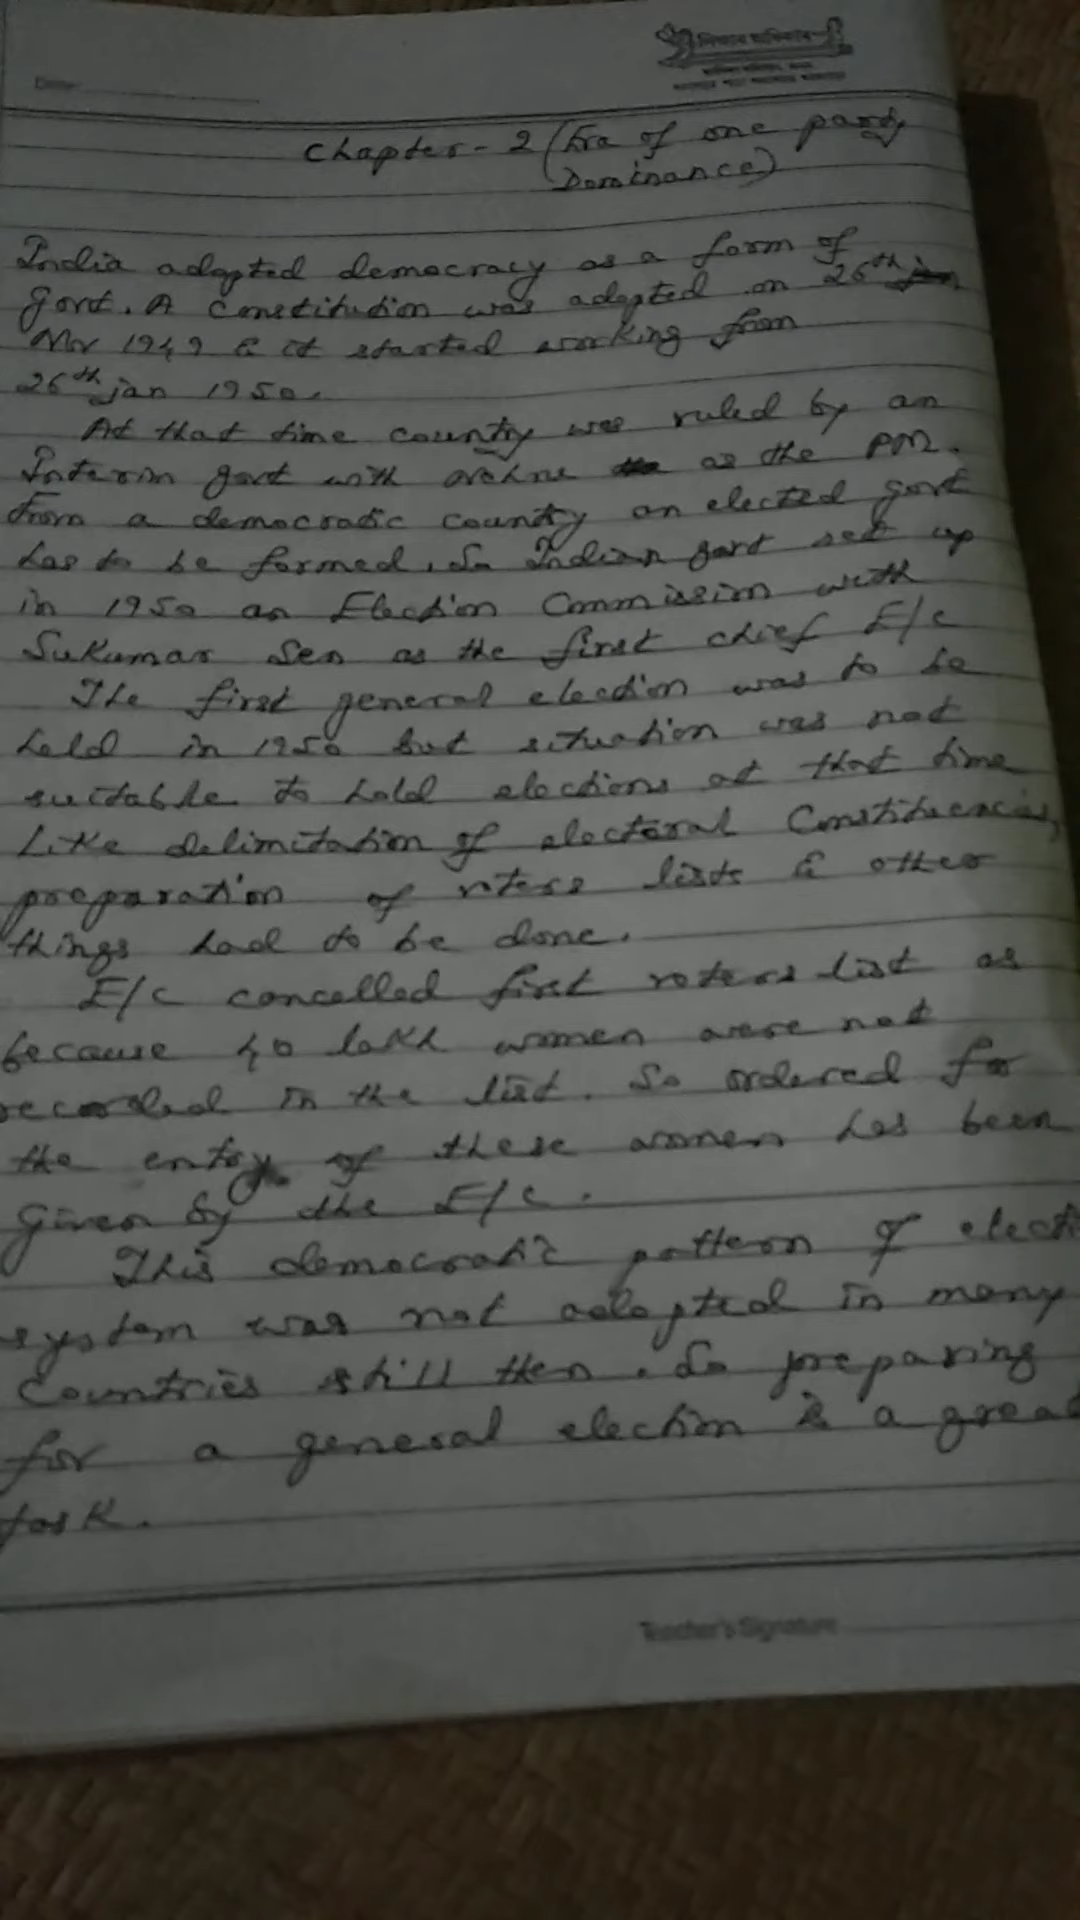 Date
Chapter - 2 (Era of one party
Dominance)
India adopted democracy as a form of
Govt. A Constitution was adopted on 26th
Nov 1949 & it started working from
26th jan 1950.
At that time country was ruled by an
Interim govt with as the PM.
From a democratic country an elected govt
has to be formed. So Indian govt set up
in 1950 an Election Commission with
Sukumar Sen as the first chief E/C
The first general election was to be
held in 1950 but situation was not
suitable to hold elections at that time
Like delimitation of electoral Constituencies,
preparation of voters lists & other
things had to be done.
E/C cancelled first voters list as
because 40 lakh women were not
recorded in the list. So ordered for
the entry of these women has been
Given by the E/C.
This democratic pattern of electi
system was not adopted in many
Countries still then. So preparing
for a general election is a great
task.
Teacher's Signature